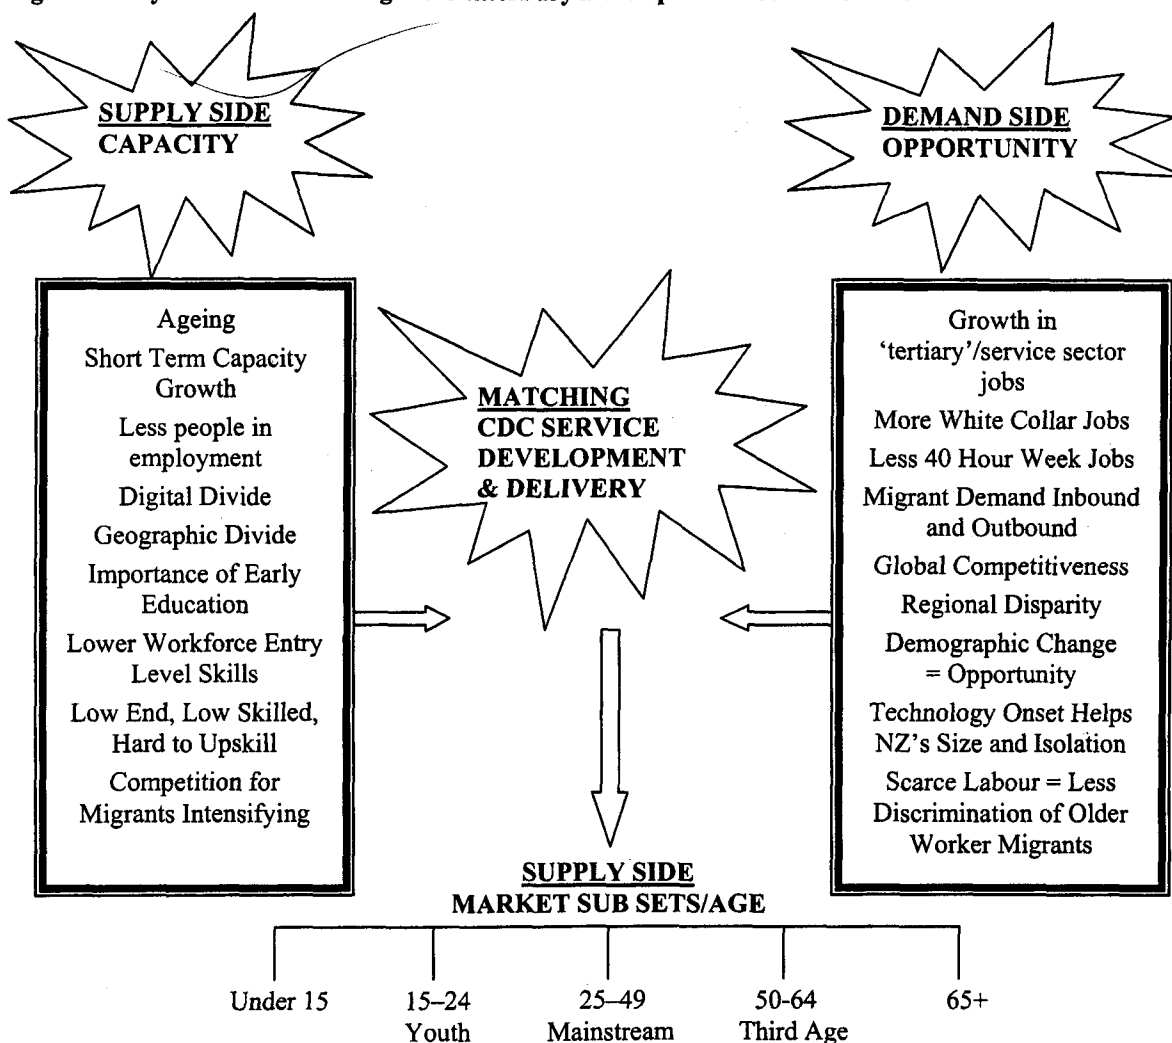 SUPPLY SIDE
CAPACITY
DEMAND SIDE
OPPORTUNITY
Ageing
Short Term Capacity
Growth
Less people in
employment
Digital Divide
Geographic Divide
Importance of Early
Education
Lower Workforce Entry
Level Skills
Low End, Low Skilled,
Hard to Upskill
Competition for
Migrants Intensifying
MATCHING
CDC SERVICE
DEVELOPMENT
& DELIVERY
Growth in
‘tertiary’/service sector
jobs
More White Collar Jobs
Less 40 Hour Week Jobs
Migrant Demand Inbound
and Outbound
Global Competitiveness
Regional Disparity
Demographic Change
= Opportunity
Technology Onset Helps
NZ’s Size and Isolation
Scarce Labour = Less
Discrimination of Older
Worker Migrants
SUPPLY SIDE
MARKET SUB SETS/AGE
Under 15
15–24
Youth
25–49
Mainstream
50-64
Third Age
65+